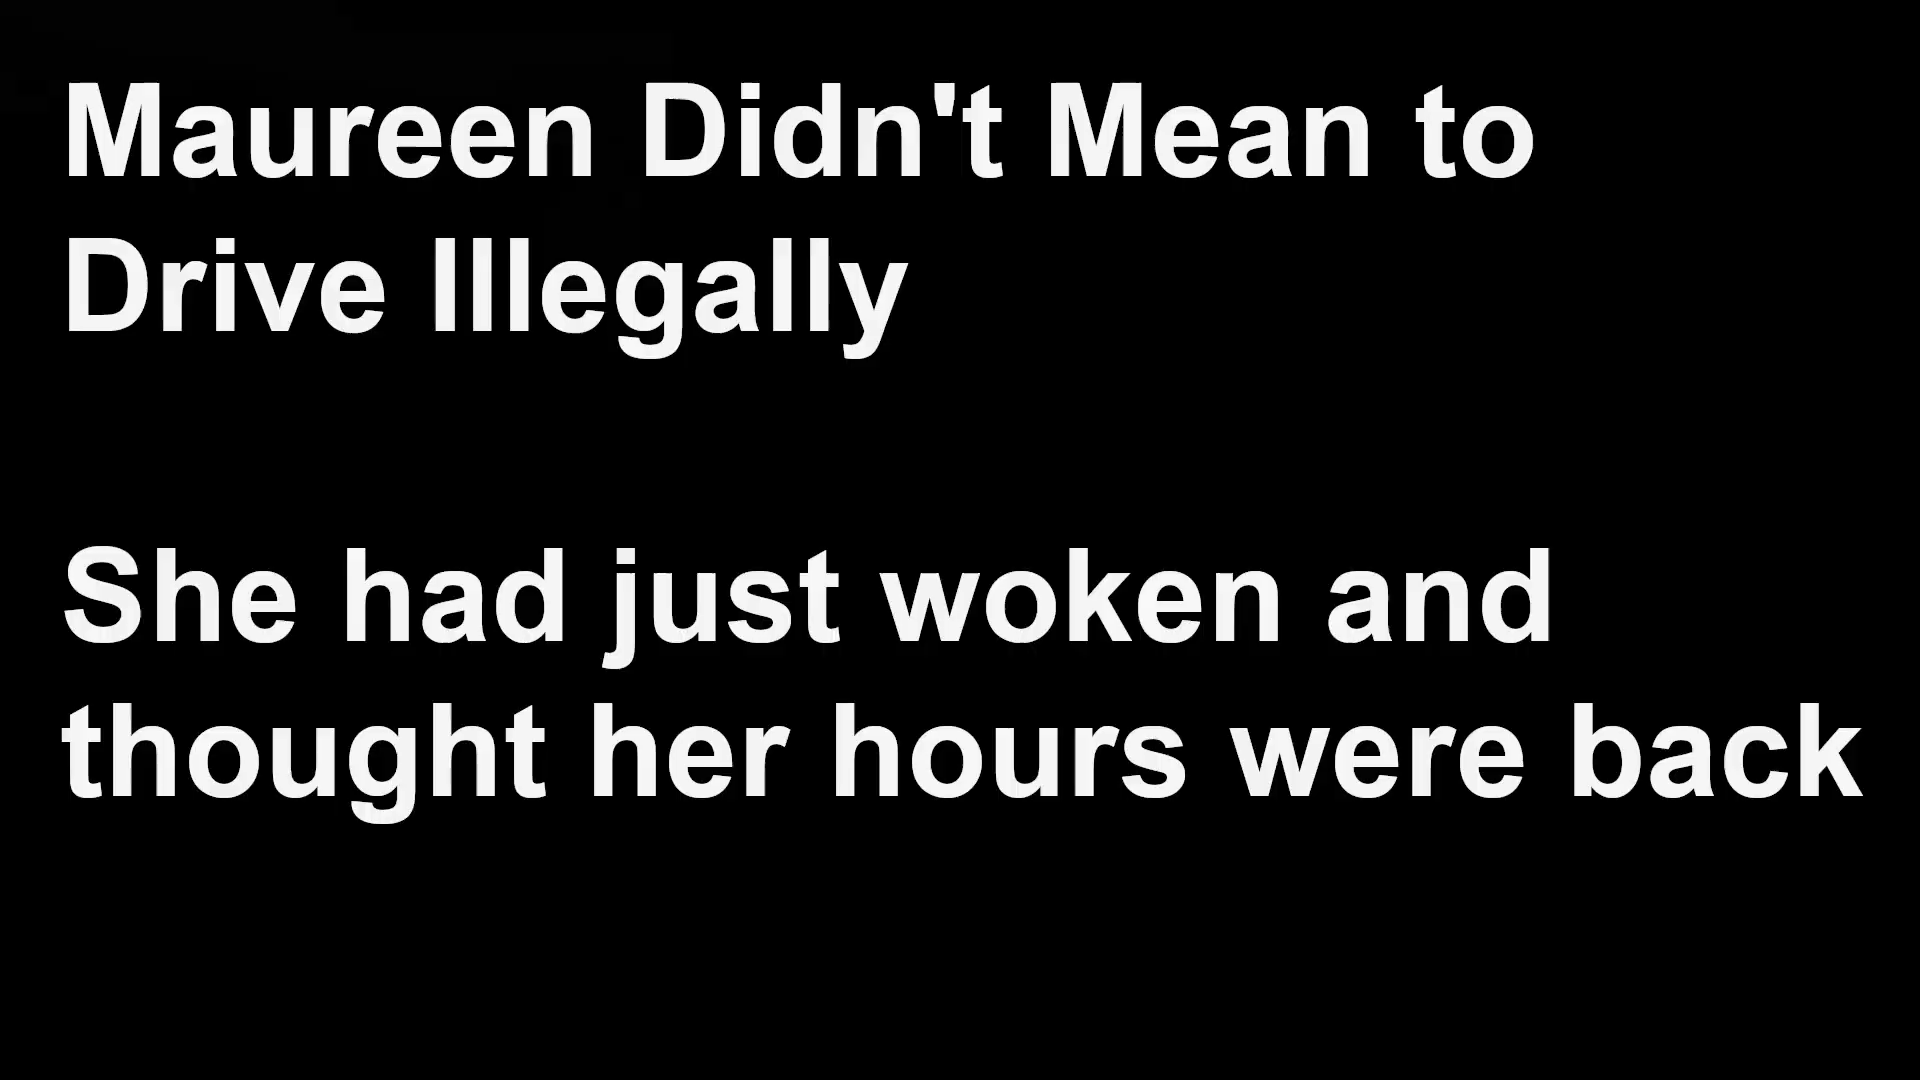 Maureen Didn't Mean to
Drive Illegally
She had just woken and
thought her hours were back